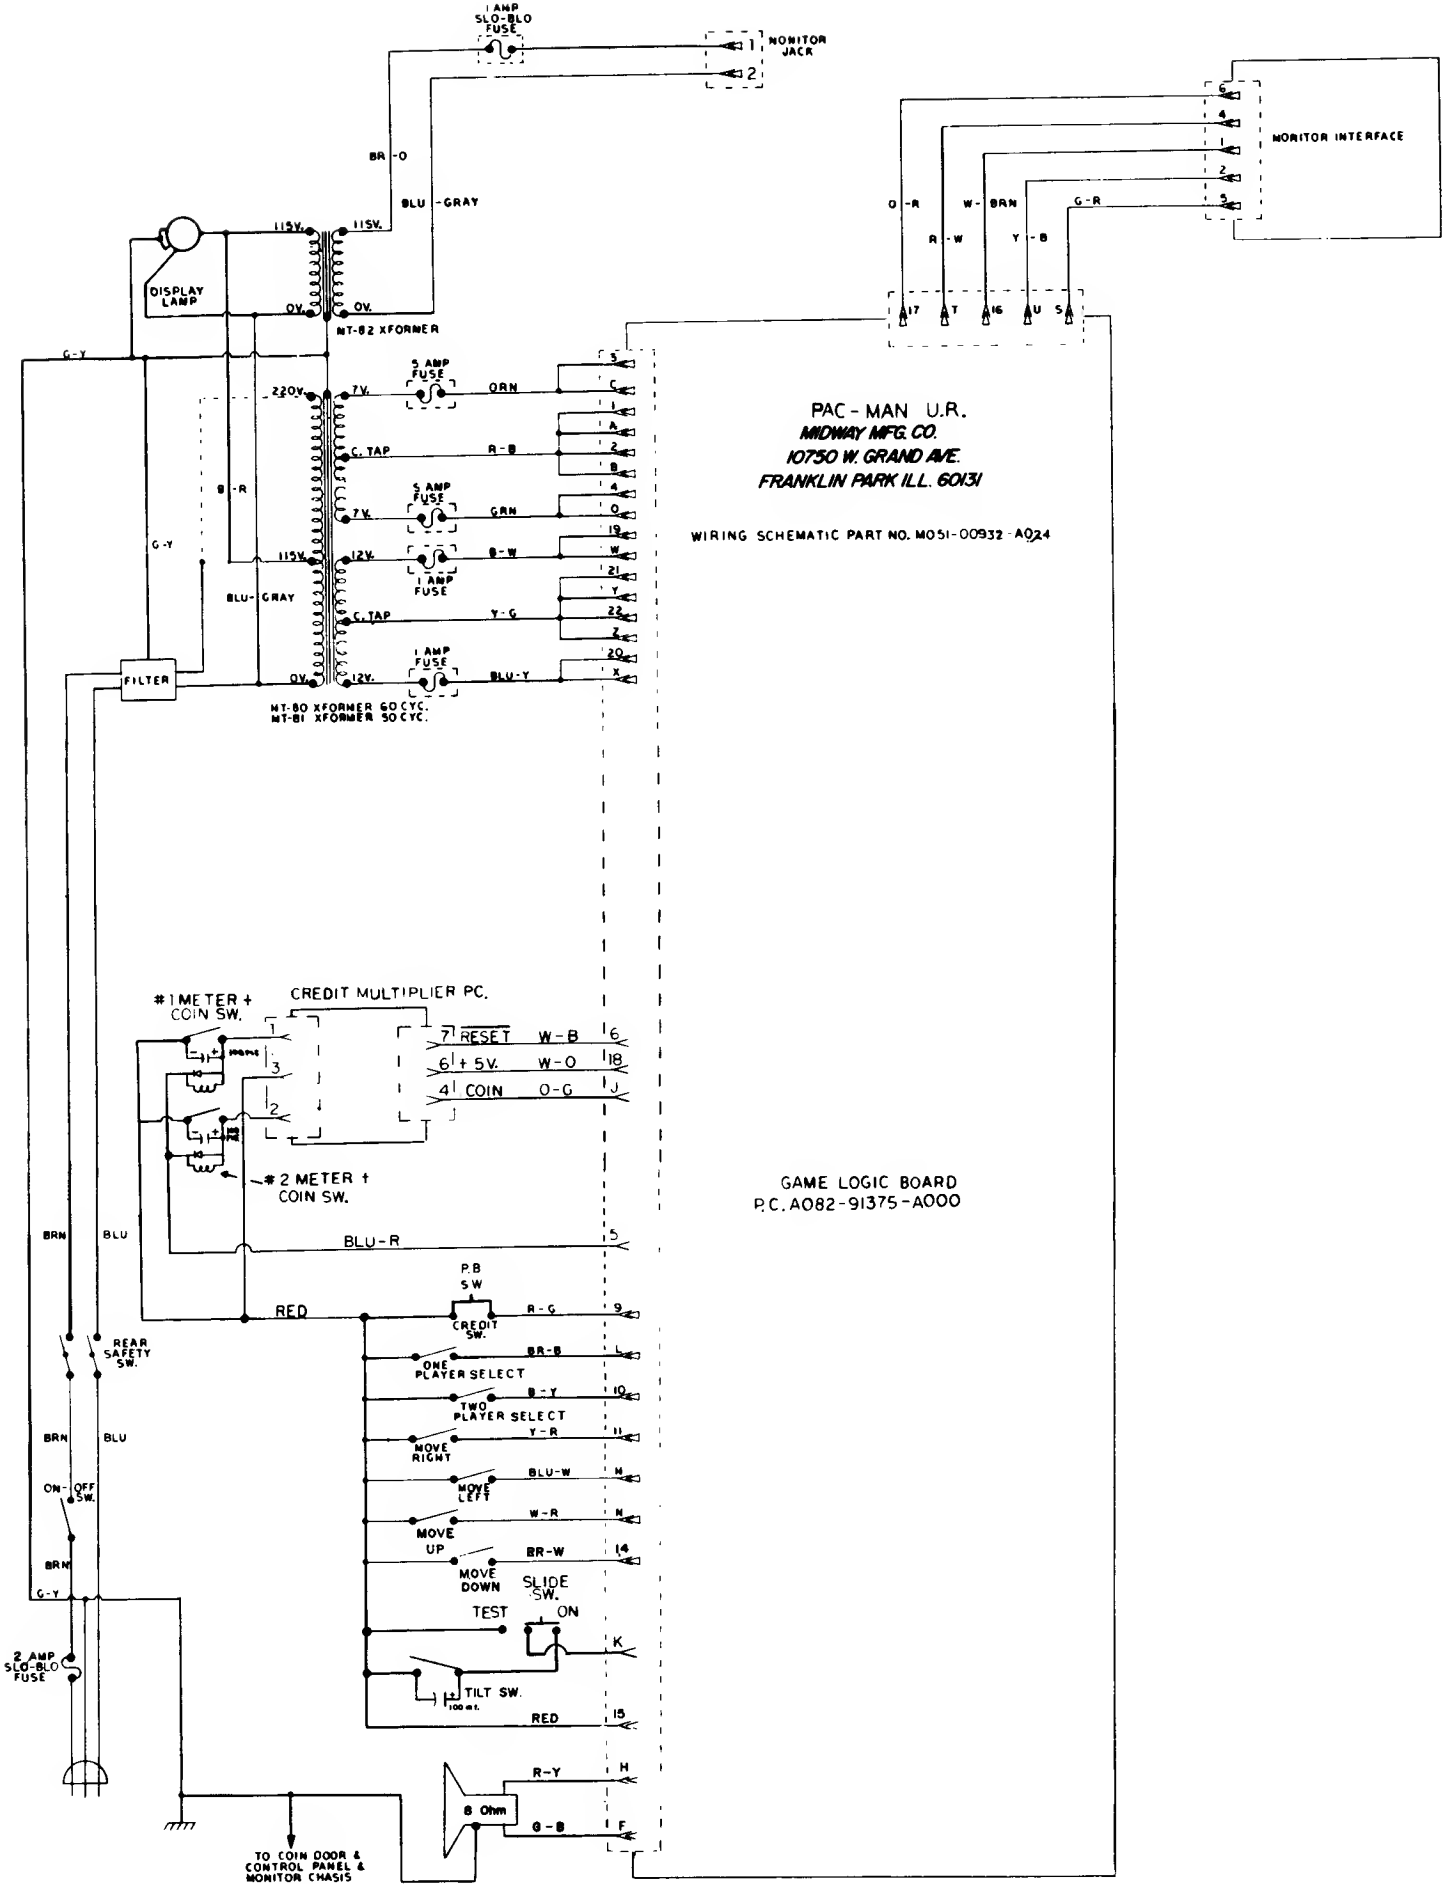 1 AMP
SLO-BLO
FUSE
1
MONITOR
JACK
2
BR-O
BLU-GRAY
6
4
1
2
5
MONITOR INTERFACE
O-R
R-W
W-BRN
Y-B
G-R
17
T
16
U
S
115V.
115V.
DISPLAY
LAMP
0V.
0V.
MT-82 XFORMER
G-Y
220V.
7V.
5 AMP
FUSE
ORN
3
C
1
A
C. TAP
R-B
2
B
B-R
5 AMP
FUSE
4
7V.
GRN
G-Y
19
115V.
12V.
B-W
W
1 AMP
FUSE
21
BLU-GRAY
Y
C. TAP
Y-G
22
Z
1 AMP
FUSE
20
FILTER
0V.
12V.
BLU-Y
X
MT-80 XFORMER 60CYC.
MT-81 XFORMER 50CYC.
PAC-MAN U.R.
MIDWAY MFG. CO.
10750 W. GRAND AVE.
FRANKLIN PARK ILL. 60131
WIRING SCHEMATIC PART NO. M051-00932-A024
#1 METER +
COIN SW.
CREDIT MULTIPLIER PC.
1
3
2
7 RESET W-B 6
6 +5V. W-O 18
4 COIN O-G J
#2 METER +
COIN SW.
GAME LOGIC BOARD
P.C. A082-91375-A000
BRN
BLU
BLU-R
5
P.B
SW
RED
R-G
9
CREDIT
SW.
REAR
SAFETY
SW.
BR-B
L
ONE
PLAYER SELECT
B-Y
10
TWO
PLAYER SELECT
BRN
BLU
Y-R
11
MOVE
RIGHT
BLU-W
MOVE
LEFT
ON-OFF
SW.
W-R
N
MOVE
UP
BR-W
14
BRN
MOVE
DOWN
SLIDE
SW.
G-Y
TEST
ON
K
2 AMP
SLO-BLO
FUSE
TILT SW.
RED
15
R-Y
H
8 Ohm
G-B
F
TO COIN DOOR &
CONTROL PANEL &
MONITOR CHASIS